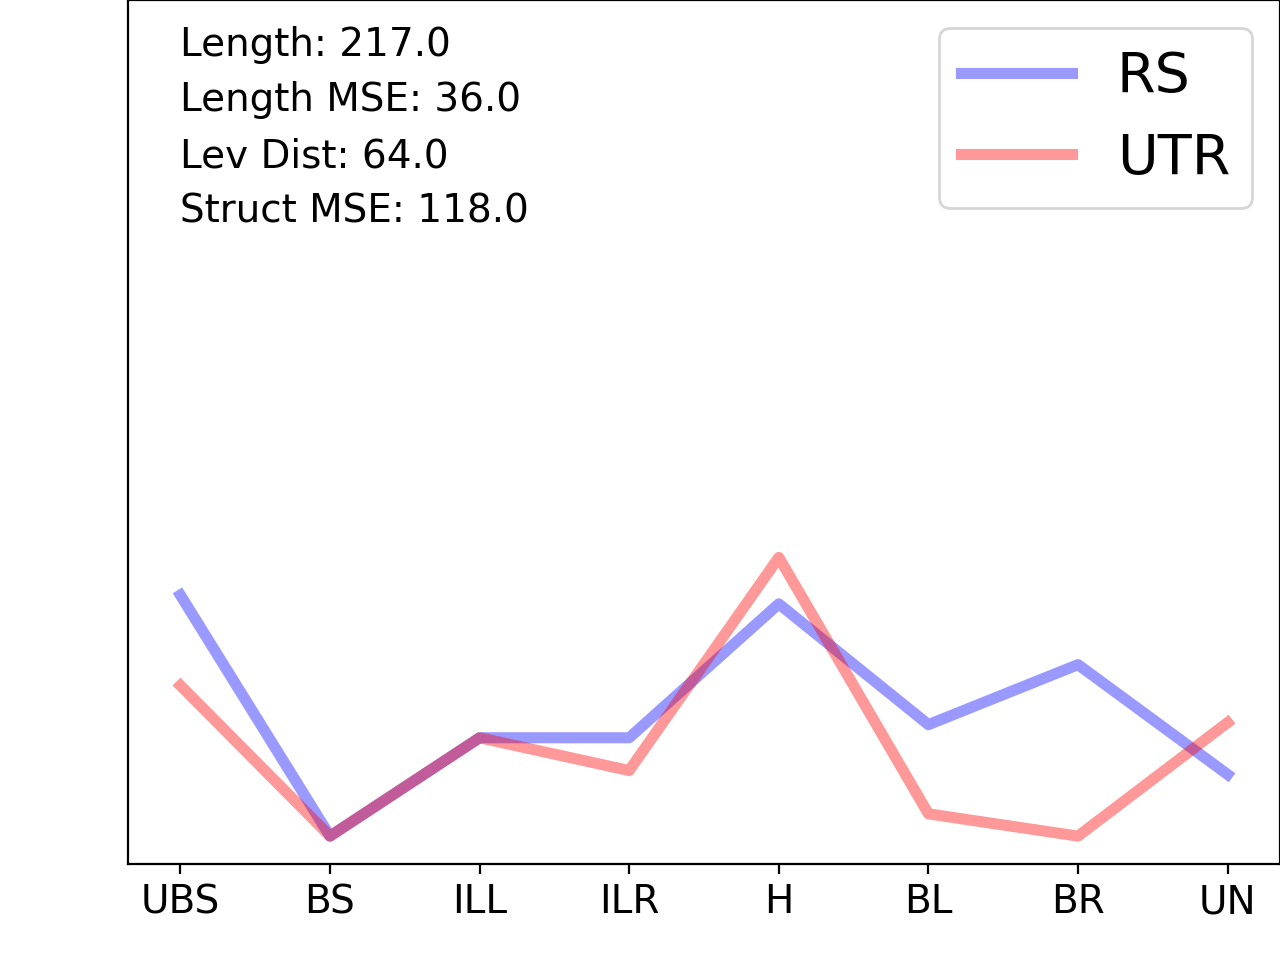 Length: 217.0
Length MSE: 36.0
Lev Dist: 64.0
Struct MSE: 118.0
RS
UTR
UBS BS ILL ILR H BL BR UN